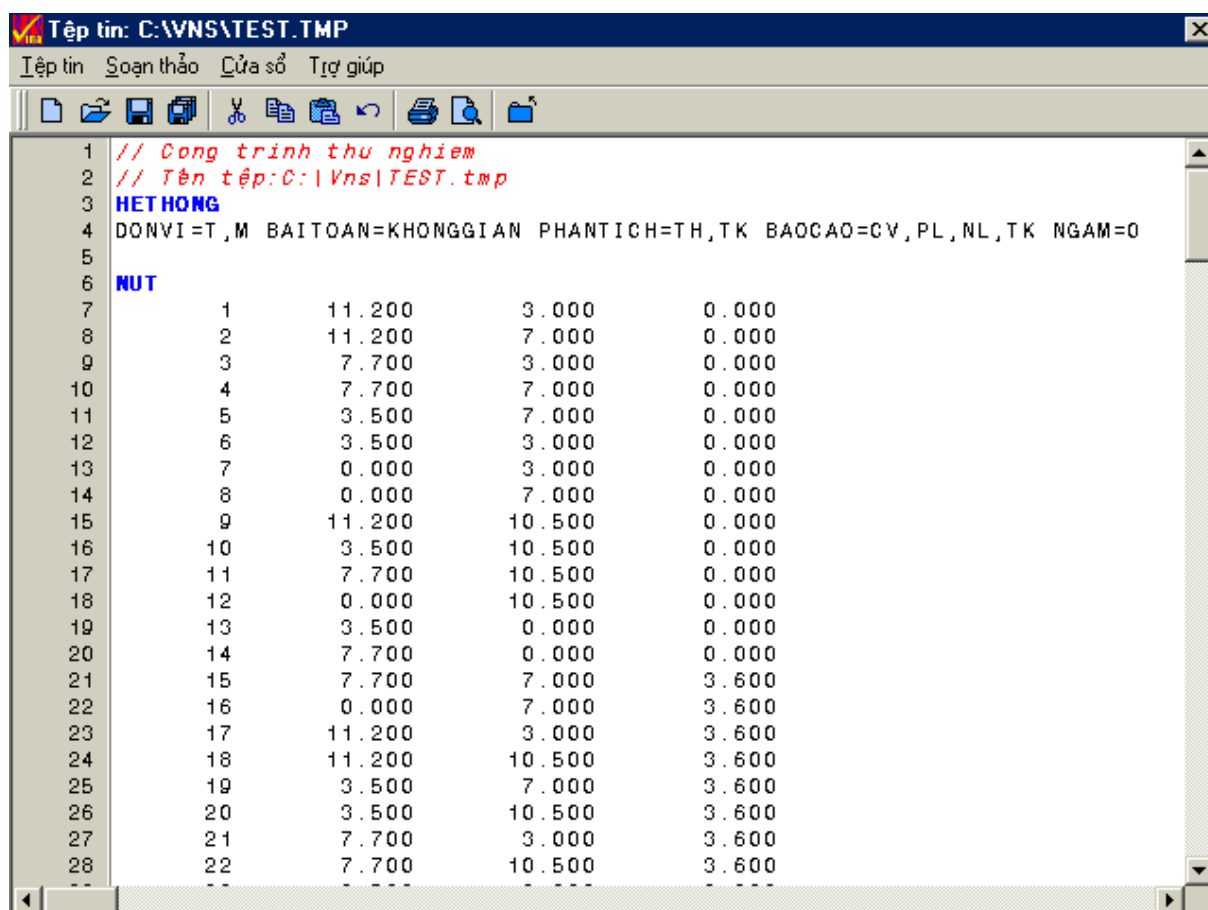 Tệp tin: C:\VNS\TEST.TMP
Tệp tin Soạn thảo Cửa sổ Trợ giúp
1 // Cong trinh thu nghiem
2 // Tên tệp:C:|Vns|TEST.tmp
3 HETHONG
4 DONVI=T,M BAITOAN=KHONGGIAN PHANTICH=TH,TK BAOCAO=CV,PL,NL,TK NGAM=0
5
6 NUT
7 1 11.200 3.000 0.000
8 2 11.200 7.000 0.000
9 3 7.700 3.000 0.000
10 4 7.700 7.000 0.000
11 5 3.500 7.000 0.000
12 6 3.500 3.000 0.000
13 7 0.000 3.000 0.000
14 8 0.000 7.000 0.000
15 9 11.200 10.500 0.000
16 10 3.500 10.500 0.000
17 11 7.700 10.500 0.000
18 12 0.000 10.500 0.000
19 13 3.500 0.000 0.000
20 14 7.700 0.000 0.000
21 15 7.700 7.000 3.600
22 16 0.000 7.000 3.600
23 17 11.200 3.000 3.600
24 18 11.200 10.500 3.600
25 19 3.500 7.000 3.600
26 20 3.500 10.500 3.600
27 21 7.700 3.000 3.600
28 22 7.700 10.500 3.600